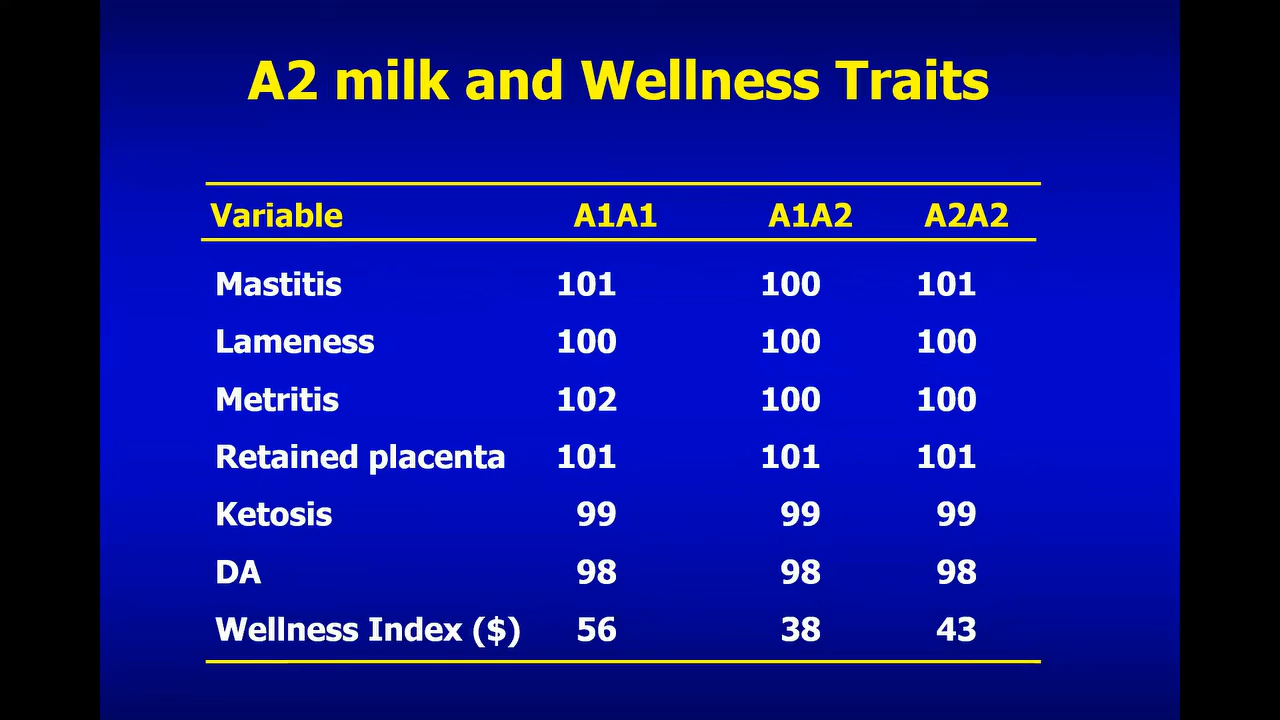 A2 milk and Wellness Traits
Variable A1A1 A1A2 A2A2
Mastitis 101 100 101
Lameness 100 100 100
Metritis 102 100 100
Retained placenta 101 101 101
Ketosis 99 99 99
DA 98 98 98
Wellness Index ($) 56 38 43